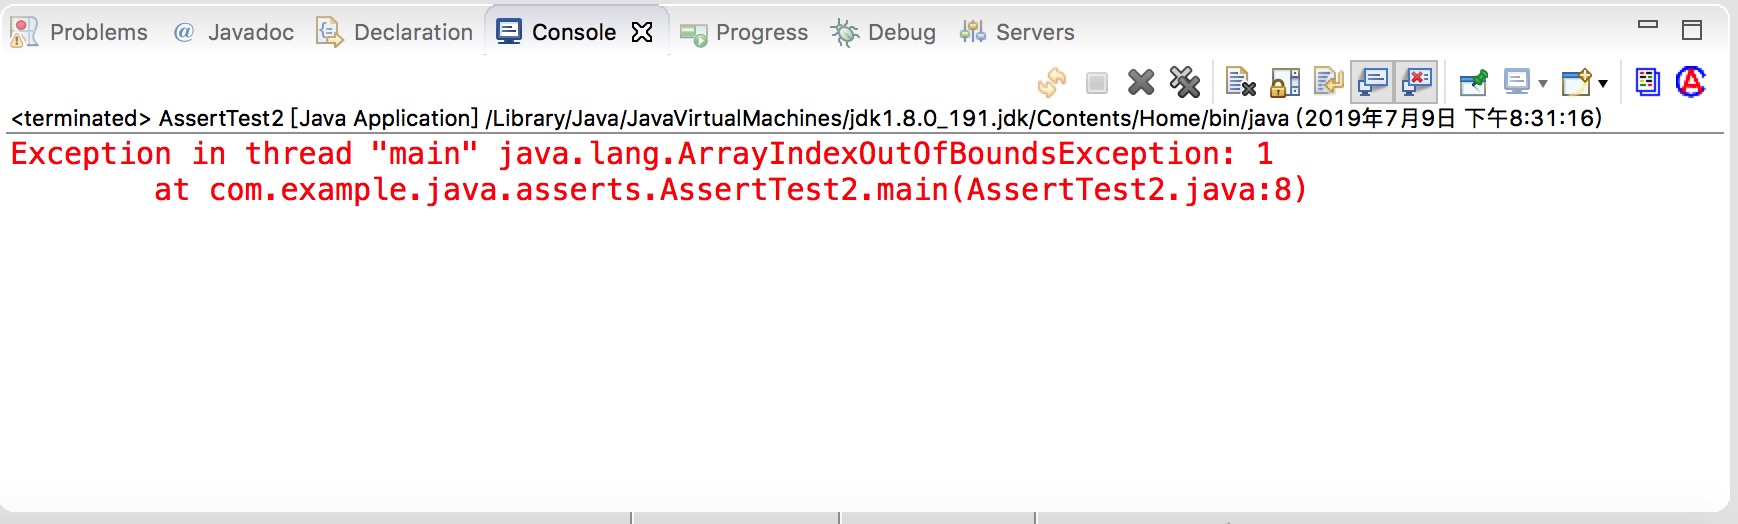 Problems @ Javadoc Declaration Console Progress Debug Servers
<terminated> AssertTest2 [Java Application] /Library/Java/JavaVirtualMachines/jdk1.8.0_191.jdk/Contents/Home/bin/java (2019年7月9日 下午8:31:16)
Exception in thread "main" java.lang.ArrayIndexOutOfBoundsException: 1
at com.example.java.asserts.AssertTest2.main(AssertTest2.java:8)